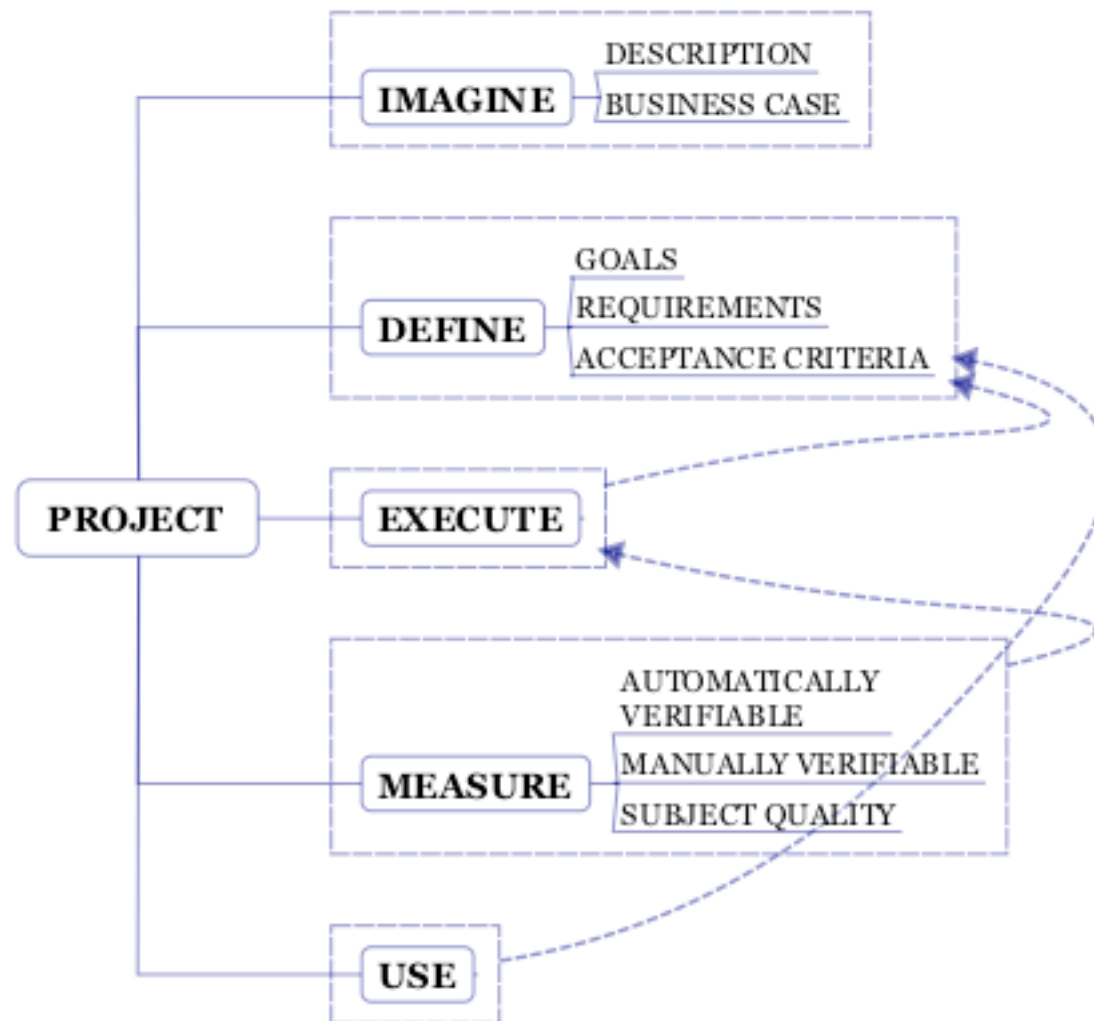 DESCRIPTION
IMAGINE
BUSINESS CASE
GOALS
REQUIREMENTS
DEFINE
ACCEPTANCE CRITERIA
PROJECT
EXECUTE
AUTOMATICALLY
VERIFIABLE
MANUALLY VERIFIABLE
MEASURE
SUBJECT QUALITY
USE